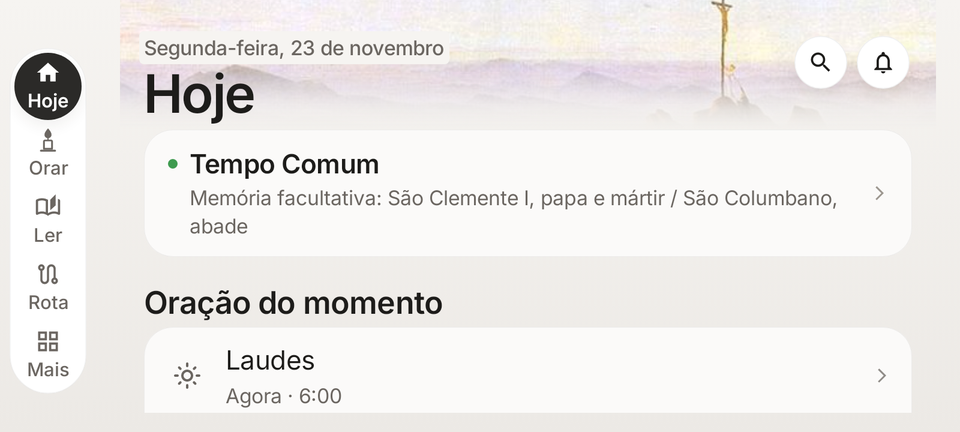 Segunda-feira, 23 de novembro
Hoje
Hoje
Orar
Ler
Rota
Mais
Tempo Comum
Memória facultativa: São Clemente I, papa e mártir / São Columbano,
abade
Oração do momento
Laudes
Agora · 6:00